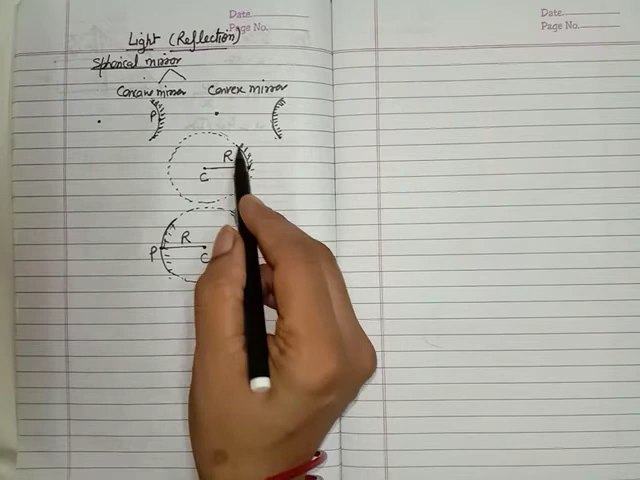 Date
Page No.
Date
Page No.
Light (Reflection)
Spherical mirror
Concave mirror Convex mirror
P
R
C
R
P C